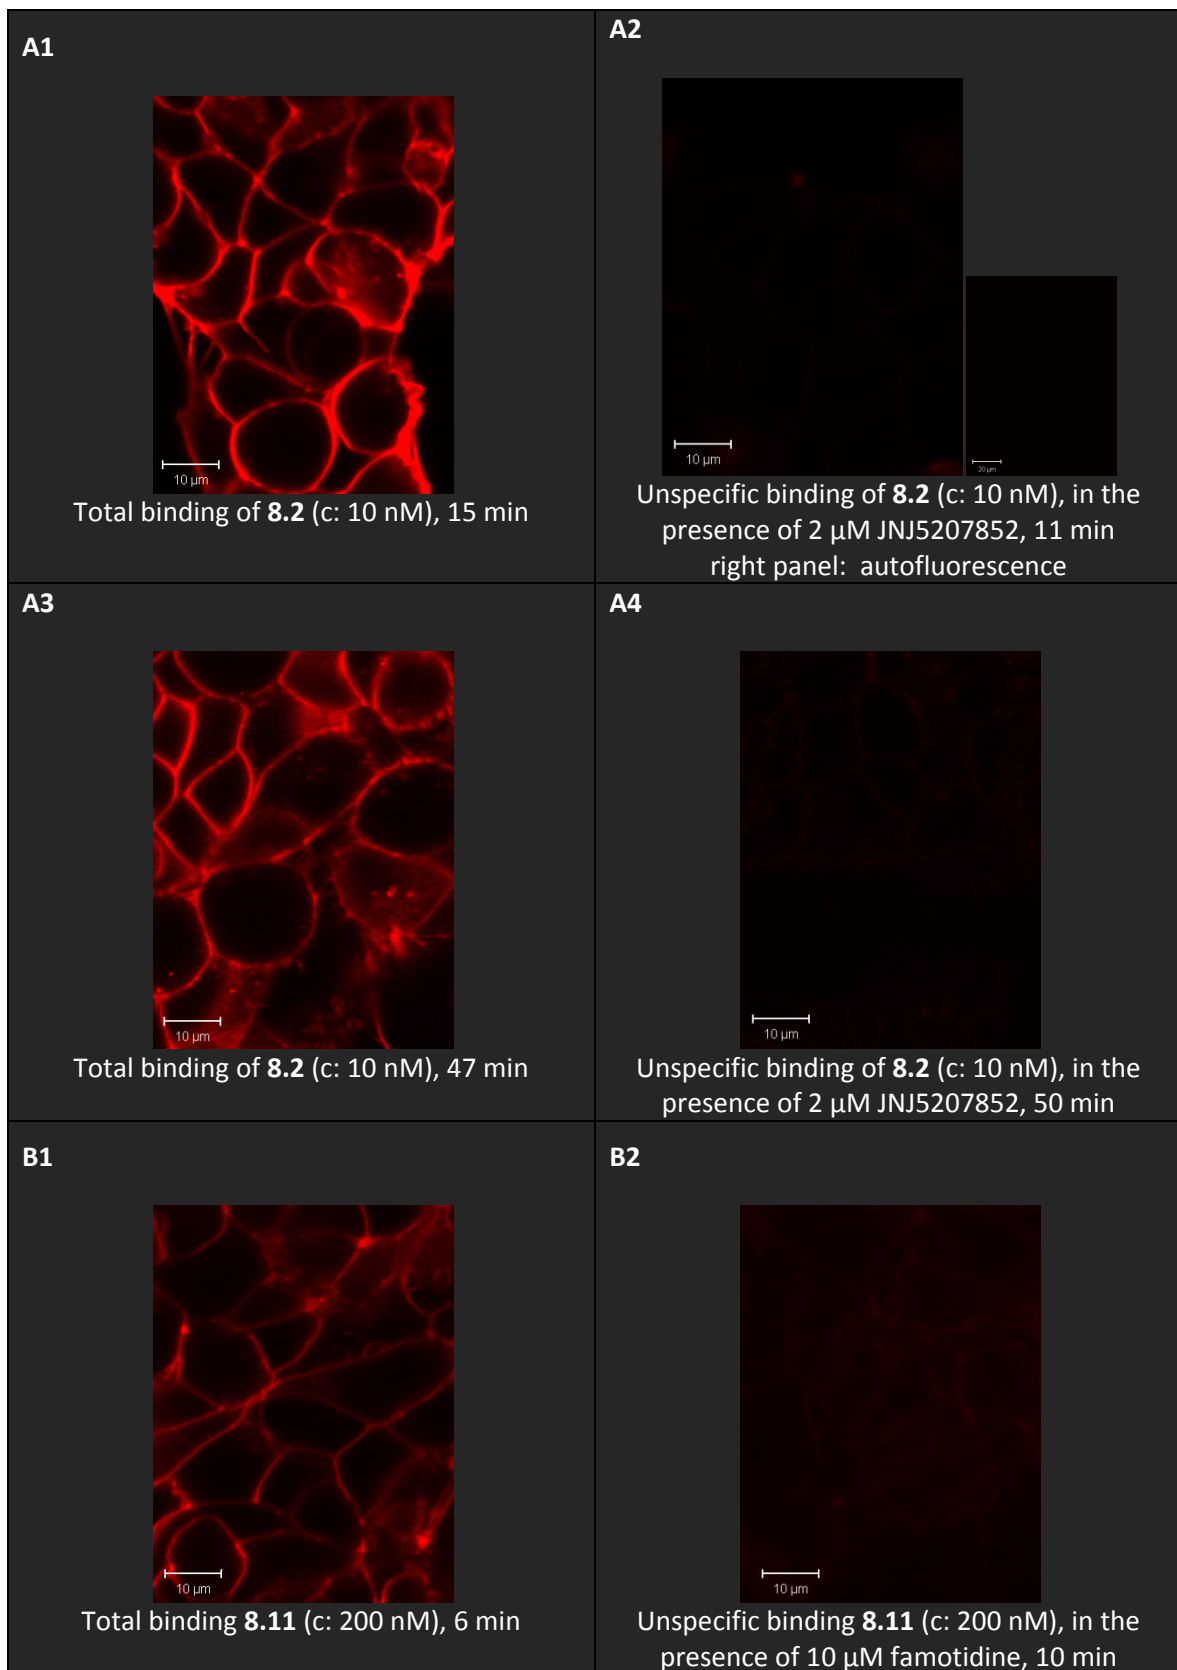 A1
10 µm
Total binding of 8.2 (c: 10 nM), 15 min
A2
10 µm
20 µm
Unspecific binding of 8.2 (c: 10 nM), in the
presence of 2 µM JNJ5207852, 11 min
right panel: autofluorescence
A3
10 µm
Total binding of 8.2 (c: 10 nM), 47 min
A4
10 µm
Unspecific binding of 8.2 (c: 10 nM), in the
presence of 2 µM JNJ5207852, 50 min
B1
10 µm
Total binding 8.11 (c: 200 nM), 6 min
B2
10 µm
Unspecific binding 8.11 (c: 200 nM), in the
presence of 10 µM famotidine, 10 min